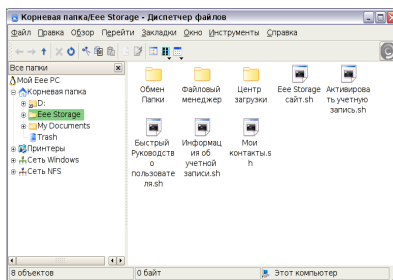 Корневая папка/Eee Storage - Диспетчер файлов
Файл Правка Обзор Перейти Закладки Окно Инструменты Справка
Все папки
Мой Eee PC
Корневая папка
D:
Eee Storage
My Documents
Trash
Принтеры
Сеть Windows
Сеть NFS
Обмен
Папки
Файловый
менеджер
Центр
загрузки
Eee Storage
сайт.sh
Активирова
ть учетную
запись.sh
Быстрый
Руководств
о
пользовате
ля.sh
Информац
ия об
учетной
записи.sh
Мои
контакты.s
h
8 объектов
0 байт
Этот компьютер